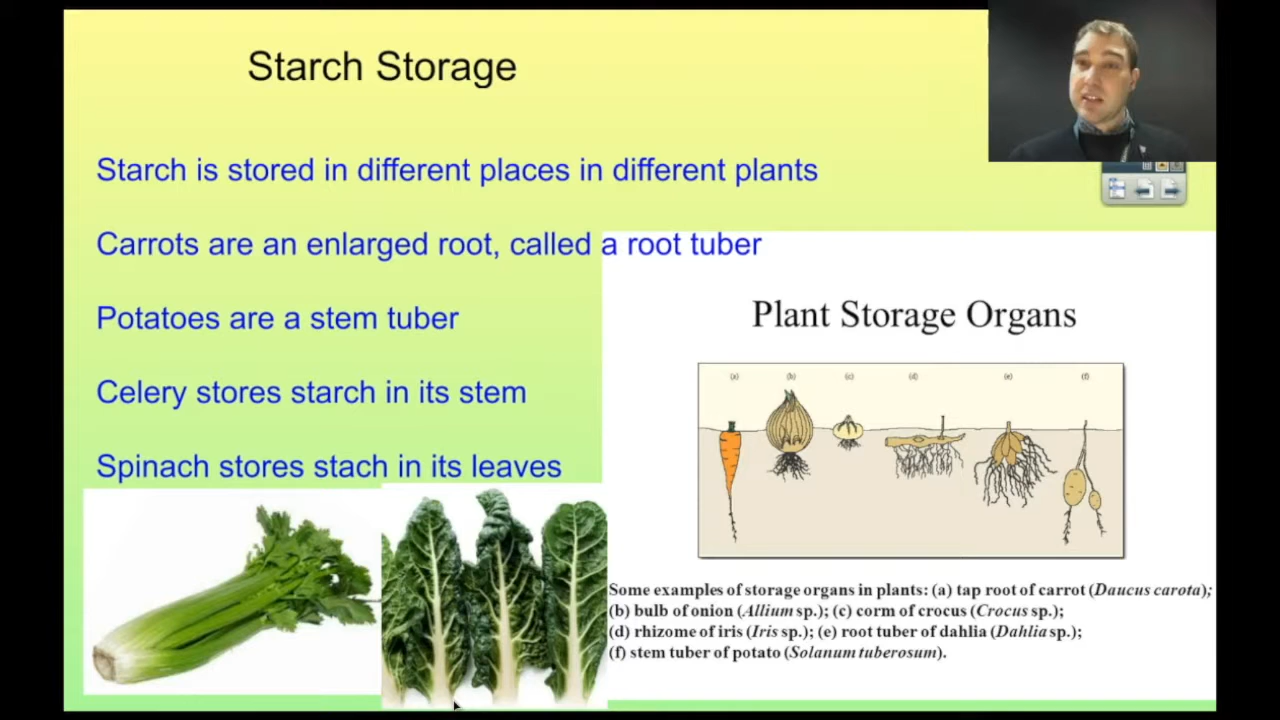 Starch Storage
Starch is stored in different places in different plants
Carrots are an enlarged root, called a root tuber
Potatoes are a stem tuber
Celery stores starch in its stem
Spinach stores stach in its leaves
Plant Storage Organs
(a) (b) (c) (d) (e) (f)
Some examples of storage organs in plants: (a) tap root of carrot (Daucus carota);
(b) bulb of onion (Allium sp.); (c) corm of crocus (Crocus sp.);
(d) rhizome of iris (Iris sp.); (e) root tuber of dahlia (Dahlia sp.);
(f) stem tuber of potato (Solanum tuberosum).